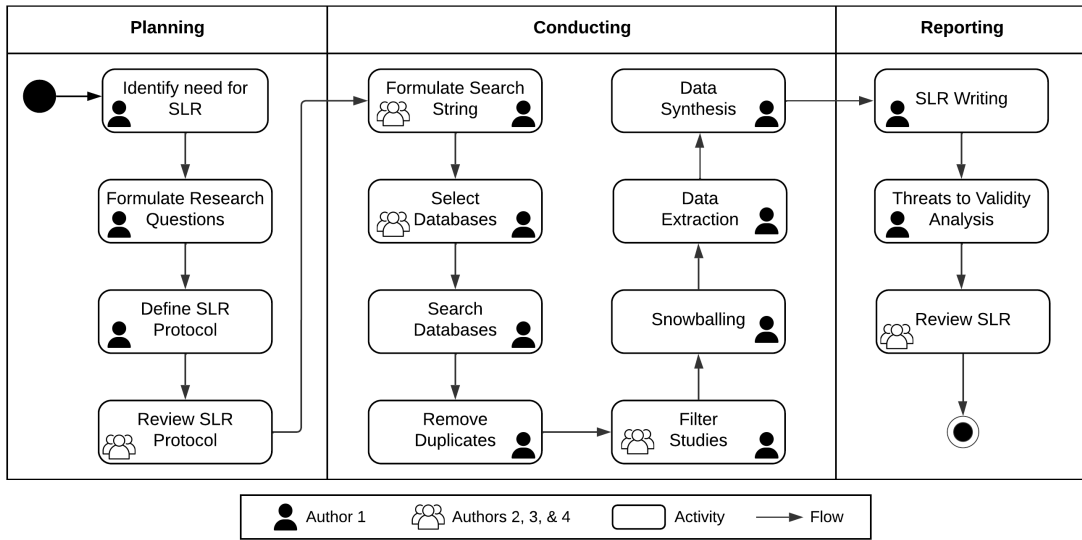 Planning
Conducting
Reporting
Identify need for
SLR
Formulate Research
Questions
Define SLR
Protocol
Review SLR
Protocol
Formulate Search
String
Select
Databases
Search
Databases
Remove
Duplicates
Filter
Studies
Snowballing
Data
Extraction
Data
Synthesis
SLR Writing
Threats to Validity
Analysis
Review SLR
Author 1
Authors 2, 3, & 4
Activity
Flow